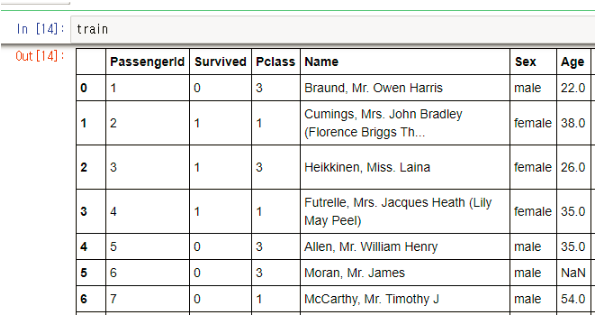 In [14]: train
Out[14]:
PassengerId Survived Pclass Name Sex Age
0 1 0 3 Braund, Mr. Owen Harris male 22.0
1 2 1 1 Cumings, Mrs. John Bradley (Florence Briggs Th... female 38.0
2 3 1 3 Heikkinen, Miss. Laina female 26.0
3 4 1 1 Futrelle, Mrs. Jacques Heath (Lily May Peel) female 35.0
4 5 0 3 Allen, Mr. William Henry male 35.0
5 6 0 3 Moran, Mr. James male NaN
6 7 0 1 McCarthy, Mr. Timothy J male 54.0